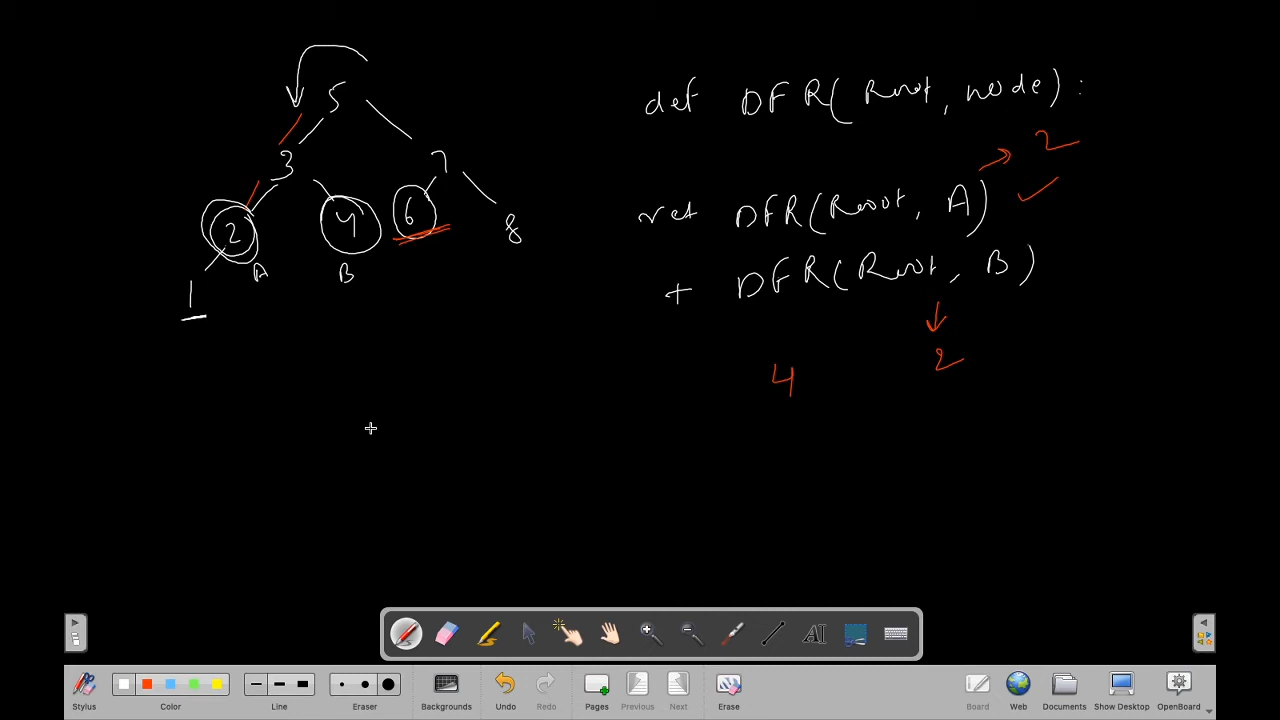 5
3 7
2 4 6 8
1 A B
def DFR(Root, node):
ret DFR(Root, A) → 2 ✓
+ DFR(Root, B)
↓
2
4
Stylus
Color
Line
Eraser
Backgrounds
Undo
Redo
Pages
Previous
Next
Erase
Board
Web
Documents
Show Desktop
OpenBoard
AI